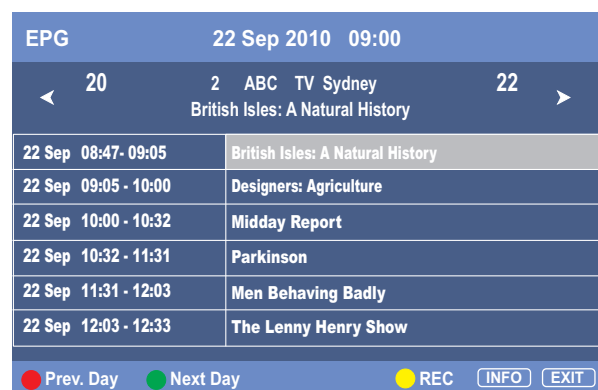 EPG 22 Sep 2010 09:00
20 2 ABC TV Sydney 22
British Isles: A Natural History
22 Sep 08:47- 09:05 British Isles: A Natural History
22 Sep 09:05 - 10:00 Designers: Agriculture
22 Sep 10:00 - 10:32 Midday Report
22 Sep 10:32 - 11:31 Parkinson
22 Sep 11:31 - 12:03 Men Behaving Badly
22 Sep 12:03 - 12:33 The Lenny Henry Show
Prev. Day Next Day REC INFO EXIT